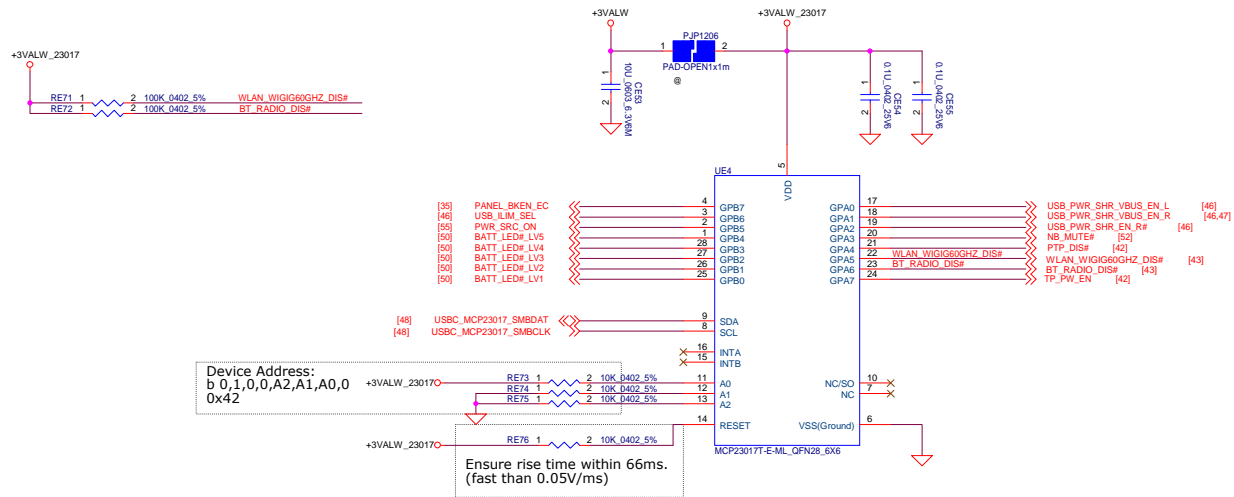 +3VALW
+3VALW_23017
PJP1206
1
2
PAD-OPEN1x1m
@
+3VALW_23017
RE71 1 2 100K_0402_5% WLAN_WIGIG60GHZ_DIS#
RE72 1 2 100K_0402_5% BT_RADIO_DIS#
1
2
CE53
10U_0603_6.3V6M
1
2
CE54
0.1U_0402_25V6
1
2
CE55
0.1U_0402_25V6
UE4
5
VDD
[35] PANEL_BKEN_EC 4 GPB7
[46] USB_ILIM_SEL 3 GPB6
[55] PWR_SRC_ON 2 GPB5
[50] BATT_LED#_LV5 1 GPB4
[50] BATT_LED#_LV4 28 GPB3
[50] BATT_LED#_LV3 27 GPB2
[50] BATT_LED#_LV2 26 GPB1
[50] BATT_LED#_LV1 25 GPB0
GPA0 17 USB_PWR_SHR_VBUS_EN_L [46]
GPA1 18 USB_PWR_SHR_VBUS_EN_R [46,47]
GPA2 19 USB_PWR_SHR_EN_R# [46]
GPA3 20 NB_MUTE# [52]
GPA4 21 PTP_DIS# [42]
GPA5 22 WLAN_WIGIG60GHZ_DIS# WLAN_WIGIG60GHZ_DIS# [43]
GPA6 23 BT_RADIO_DIS# BT_RADIO_DIS# [43]
GPA7 24 TP_PW_EN [42]
[48] USBC_MCP23017_SMBDAT 9 SDA
[48] USBC_MCP23017_SMBCLK 8 SCL
16 INTA
15 INTB
Device Address:
b 0,1,0,0,A2,A1,A0,0
0x42
+3VALW_23017 RE73 1 2 10K_0402_5% 11 A0
RE74 1 2 10K_0402_5% 12 A1
RE75 1 2 10K_0402_5% 13 A2
NC/SO 10
NC 7
14 RESET
VSS(Ground) 6
+3VALW_23017 RE76 1 2 10K_0402_5%
MCP23017T-E-ML_QFN28_6X6
Ensure rise time within 66ms.
(fast than 0.05V/ms)